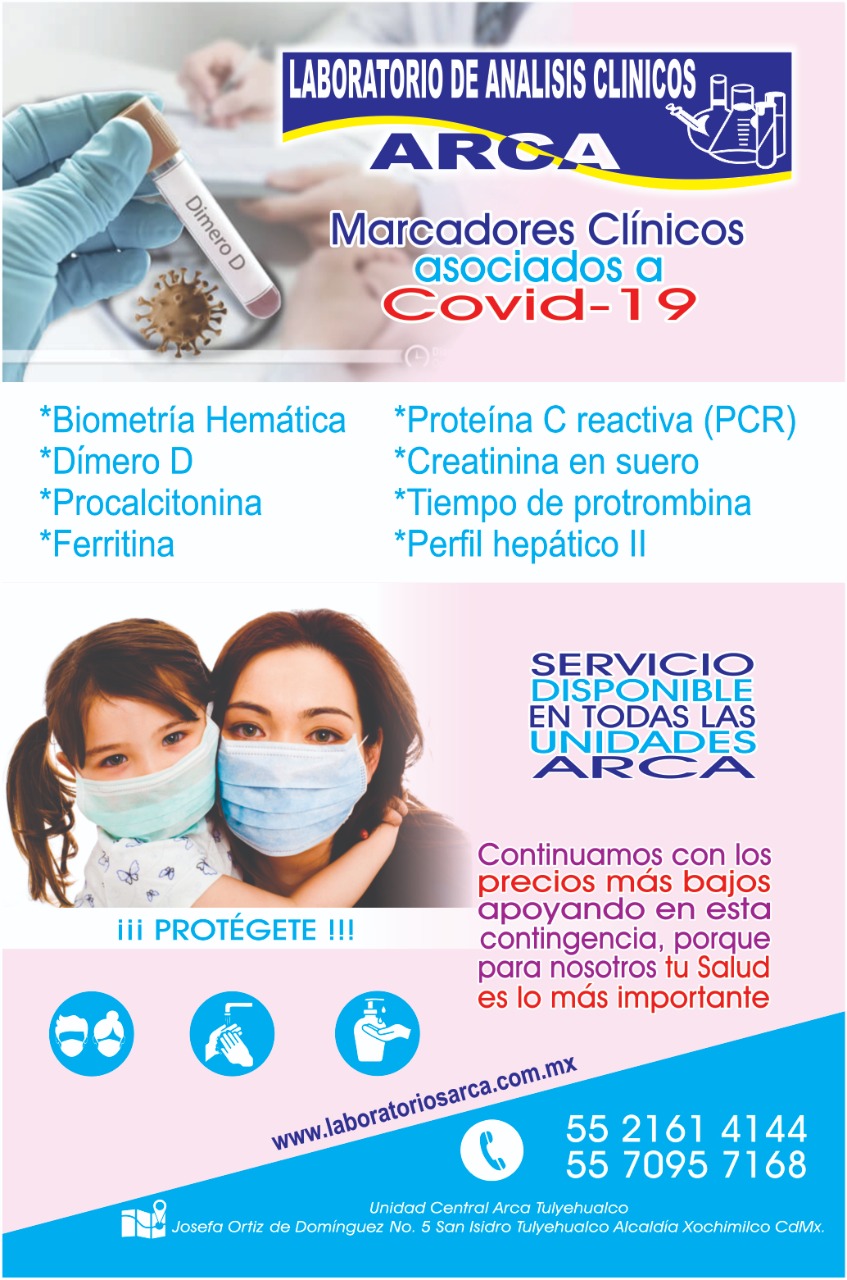 LABORATORIO DE ANALISIS CLINICOS
ARCA
Dimero D
Marcadores Clínicos
asociados a
Covid-19
*Biometría Hemática
*Dímero D
*Procalcitonina
*Ferritina
*Proteína C reactiva (PCR)
*Creatinina en suero
*Tiempo de protrombina
*Perfil hepático II
SERVICIO
DISPONIBLE
EN TODAS LAS
UNIDADES
ARCA
Continuamos con los
precios más bajos
apoyando en esta
contingencia, porque
para nosotros tu Salud
es lo más importante
¡¡¡ PROTÉGETE !!!
www.laboratoriosarca.com.mx
55 2161 4144
55 7095 7168
Unidad Central Arca Tulyehualco
Josefa Ortiz de Domínguez No. 5 San Isidro Tulyehualco Alcaldía Xochimilco CdMx.